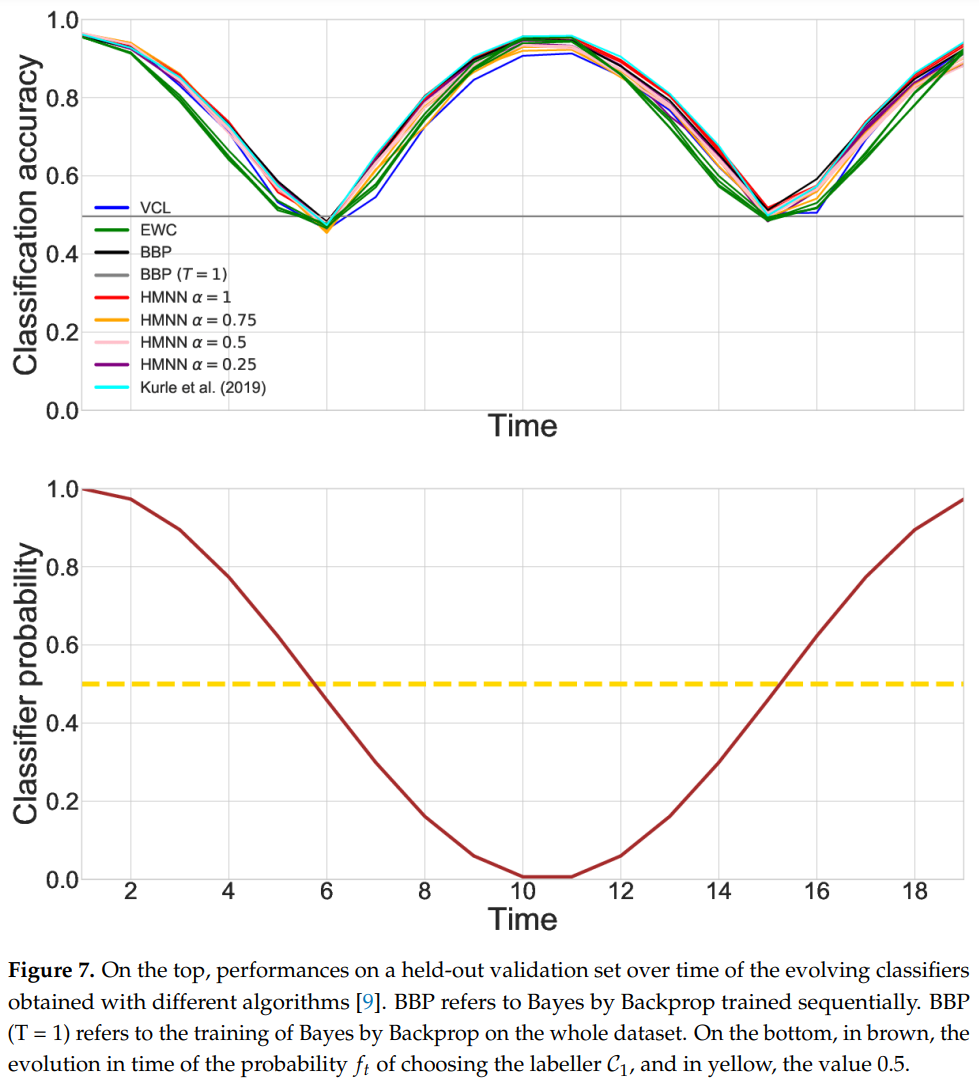 1.0
0.8
0.6
0.4
0.2
0.0
Classification accuracy
VCL
EWC
BBP
BBP (T = 1)
HMNN α = 1
HMNN α = 0.75
HMNN α = 0.5
HMNN α = 0.25
Kurle et al. (2019)
Time
1.0
0.8
0.6
0.4
0.2
0.0
Classifier probability
2 4 6 8 10 12 14 16 18
Time
Figure 7. On the top, performances on a held-out validation set over time of the evolving classifiers
obtained with different algorithms [9]. BBP refers to Bayes by Backprop trained sequentially. BBP
(T = 1) refers to the training of Bayes by Backprop on the whole dataset. On the bottom, in brown, the
evolution in time of the probability fₜ of choosing the labeller 𝒞₁, and in yellow, the value 0.5.